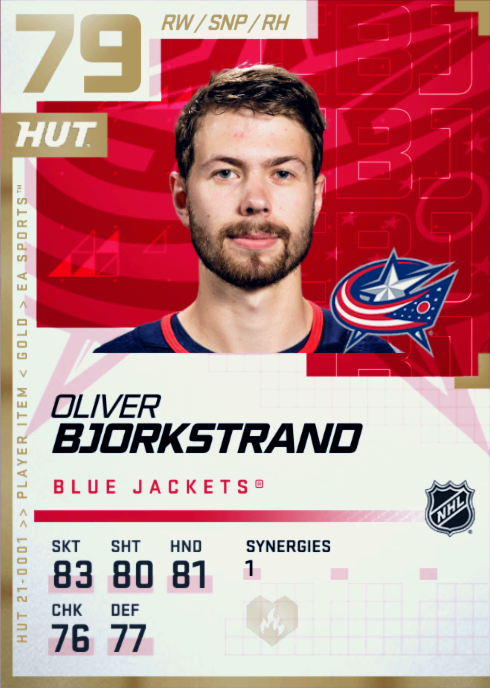 79
RW / SNP / RH
HUT
HUT 21-0001 >> PLAYER ITEM < GOLD > EA SPORTS™
OLIVER
BJORKSTRAND
BLUE JACKETS®
NHL
SKT SHT HND SYNERGIES
83 80 81 1
CHK DEF
76 77